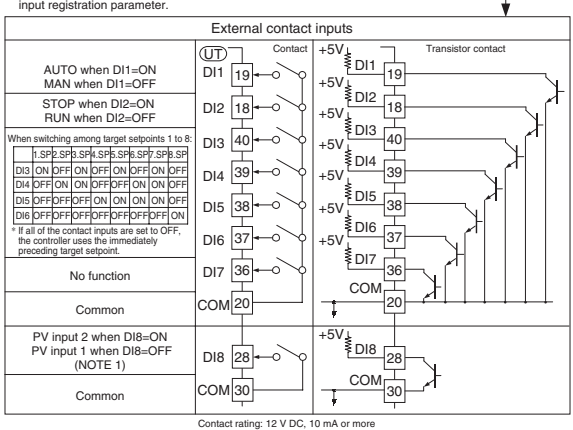 input registration parameter.
External contact inputs
AUTO when DI1=ON
MAN when DI1=OFF
STOP when DI2=ON
RUN when DI2=OFF
When switching among target setpoints 1 to 8:
1.SP 2.SP 3.SP 4.SP 5.SP 6.SP 7.SP 8.SP
DI3 ON OFF ON OFF ON OFF ON OFF
DI4 OFF ON ON OFF OFF ON ON OFF
DI5 OFF OFF OFF ON ON ON ON OFF
DI6 OFF OFF OFF OFF OFF OFF OFF ON
* If all of the contact inputs are set to OFF,
the controller uses the immediately
preceding target setpoint.
No function
Common
PV input 2 when DI8=ON
PV input 1 when DI8=OFF
(NOTE 1)
Common
UT
Contact
DI1 19
DI2 18
DI3 40
DI4 39
DI5 38
DI6 37
DI7 36
COM 20
DI8 28
COM 30
Transistor contact
+5V
DI1 19
+5V
DI2 18
+5V
DI3 40
+5V
DI4 39
+5V
DI5 38
+5V
DI6 37
+5V
DI7 36
COM 20
+5V
DI8 28
COM 30
Contact rating: 12 V DC, 10 mA or more